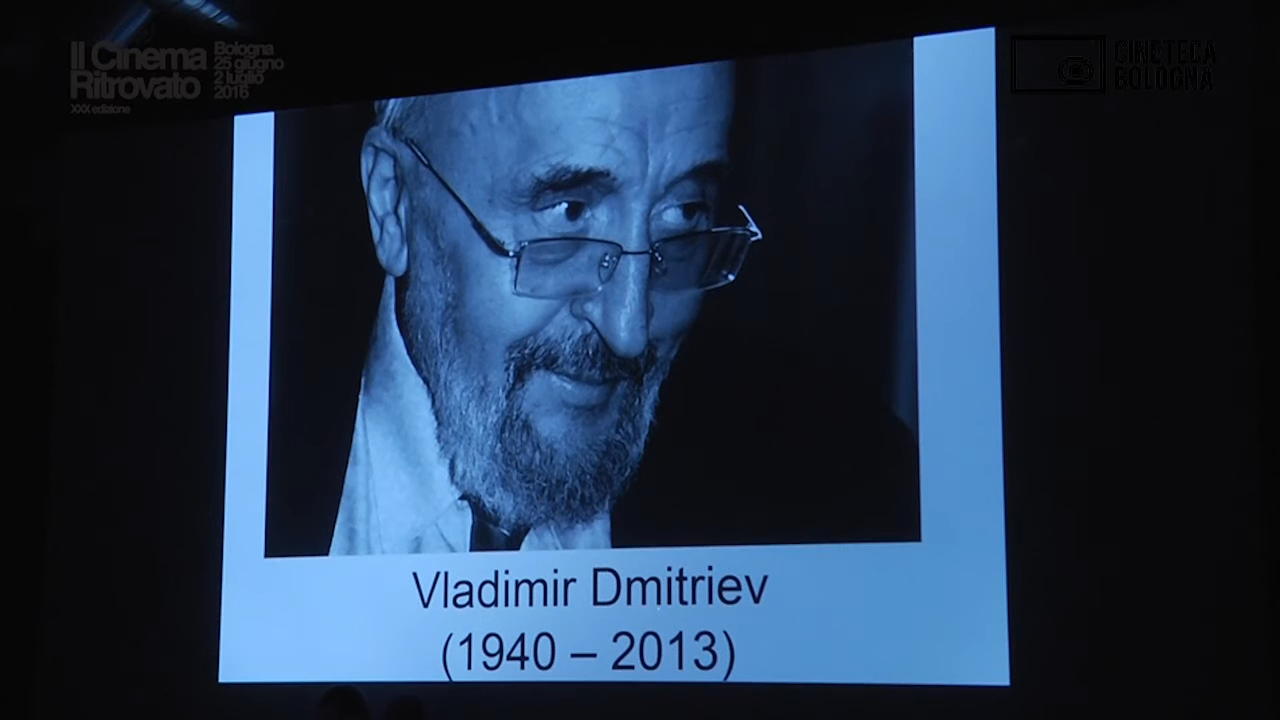 Il Cinema
Ritrovato
XXX edizione
Bologna
25 giugno
2 luglio
2016
CINETECA
BOLOGNA
Vladimir Dmitriev
(1940 – 2013)